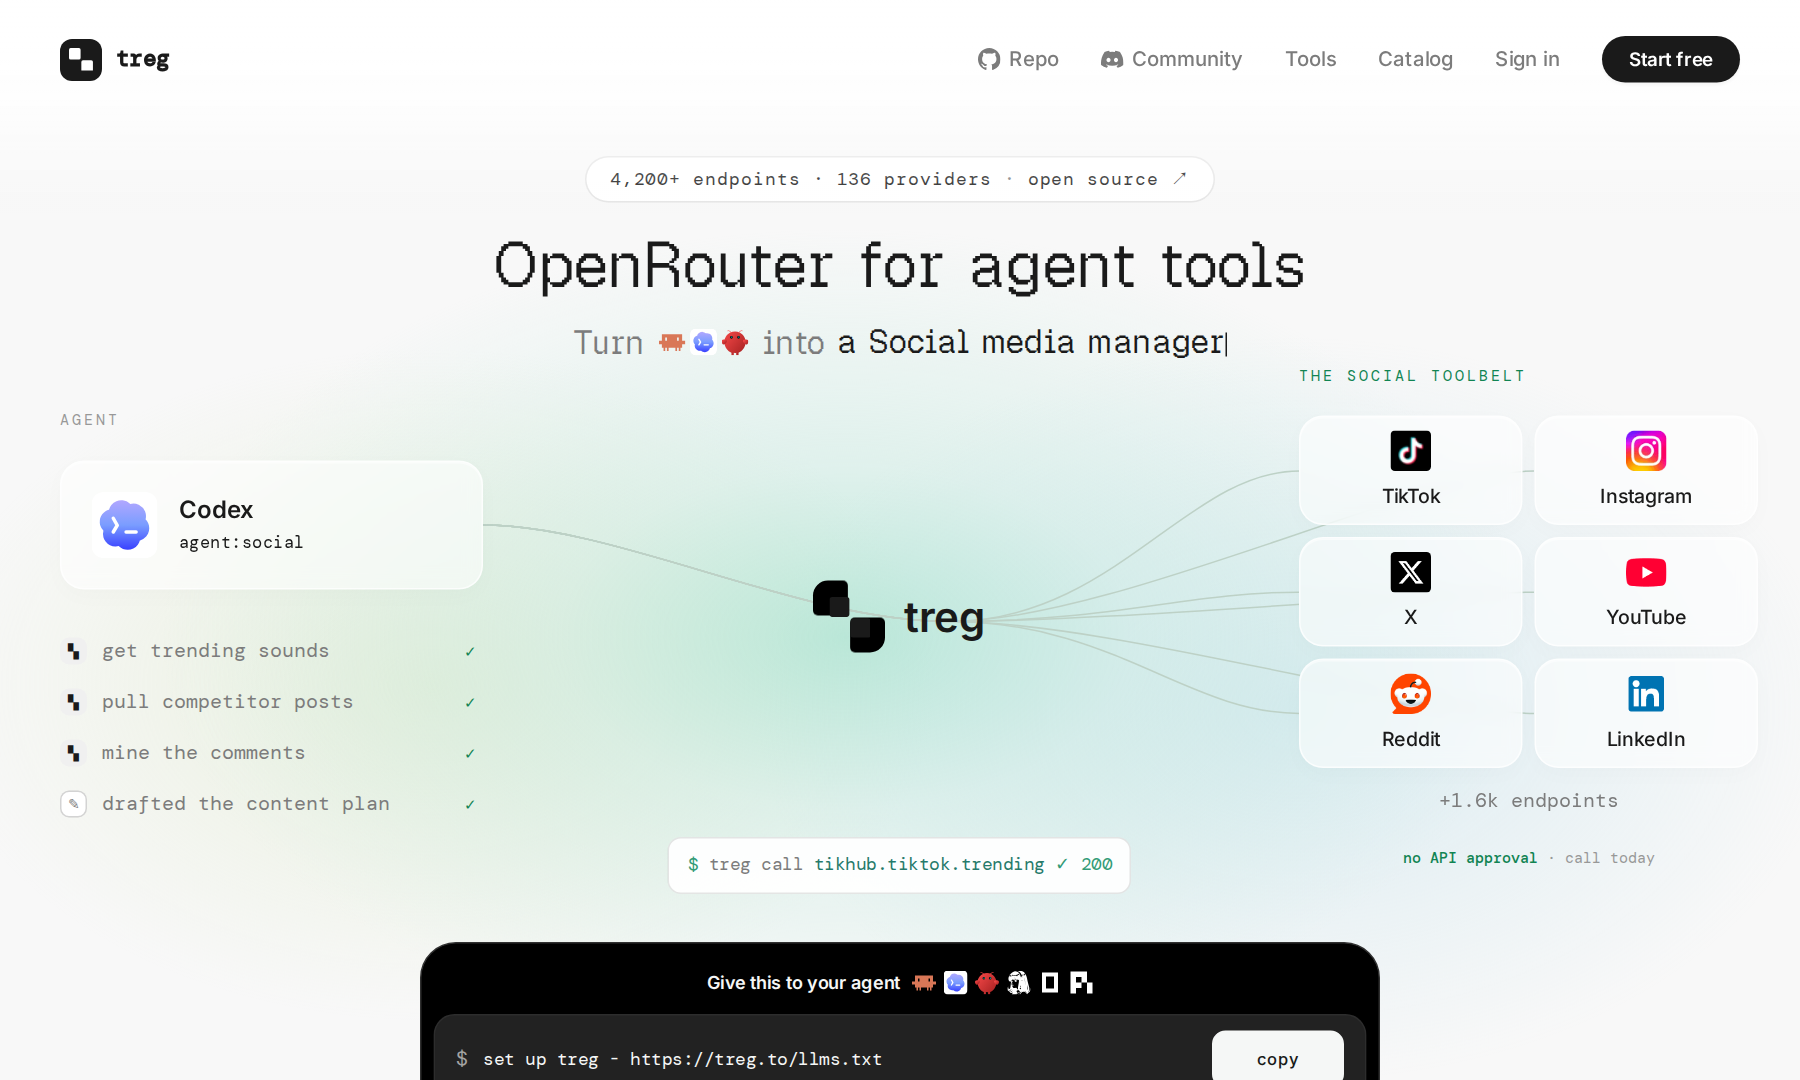 treg
Repo
Community
Tools
Catalog
Sign in
Start free
4,200+ endpoints · 136 providers · open source ↗
OpenRouter for agent tools
Turn into a Social media manager
AGENT
Codex
agent:social
get trending sounds ✓
pull competitor posts ✓
mine the comments ✓
drafted the content plan ✓
treg
THE SOCIAL TOOLBELT
TikTok
Instagram
X
YouTube
Reddit
LinkedIn
+1.6k endpoints
no API approval · call today
$ treg call tikhub.tiktok.trending ✓ 200
Give this to your agent
$ set up treg - https://treg.to/llms.txt
copy